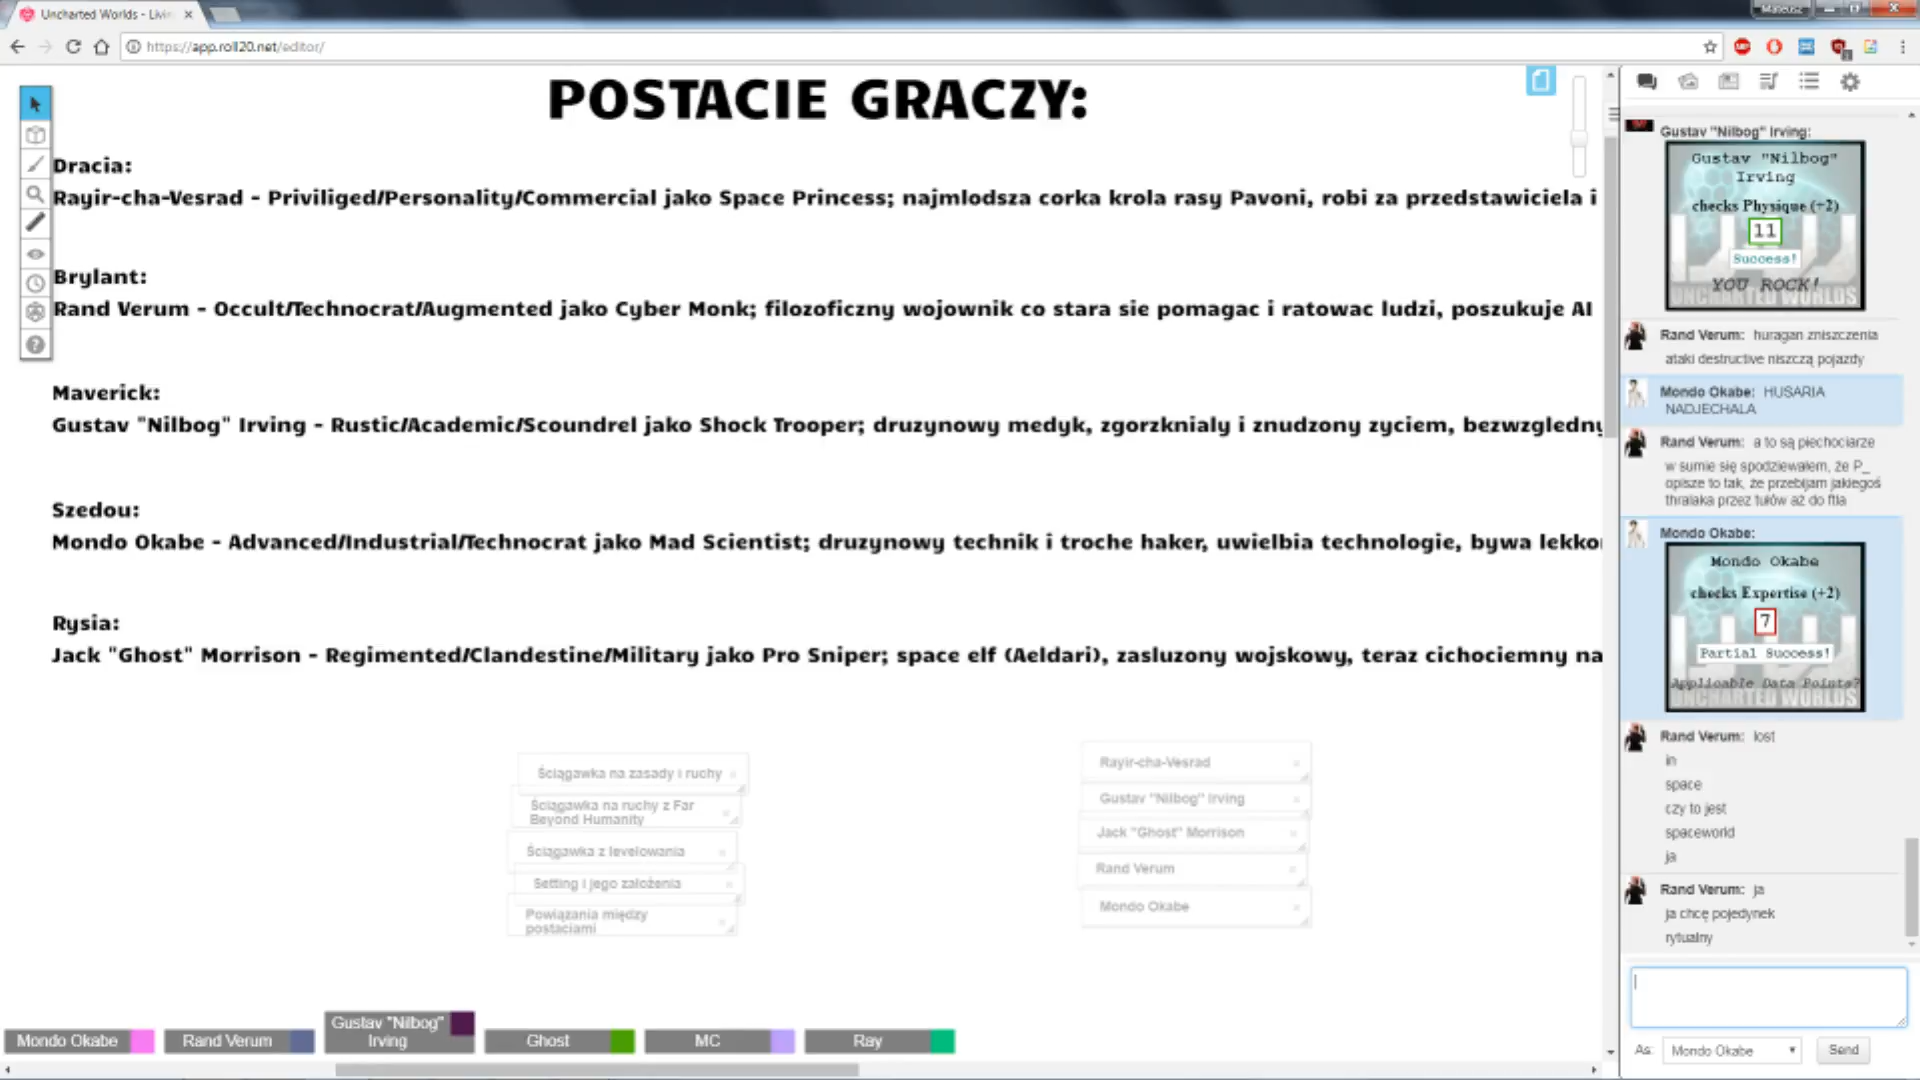 Uncharted Worlds - Livin
Mateusz
https://app.roll20.net/editor/
POSTACIE GRACZY:
Dracia:
Rayir-cha-Vesrad - Priviliged/Personality/Commercial jako Space Princess; najmlodsza corka krola rasy Pavoni, robi za przedstawiciela i
Brylant:
Rand Verum - Occult/Technocrat/Augmented jako Cyber Monk; filozoficzny wojownik co stara sie pomagac i ratowac ludzi, poszukuje AI
Maverick:
Gustav "Nilbog" Irving - Rustic/Academic/Scoundrel jako Shock Trooper; druzynowy medyk, zgorzknialy i znudzony zyciem, bezwzgledny
Szedou:
Mondo Okabe - Advanced/Industrial/Technocrat jako Mad Scientist; druzynowy technik i troche haker, uwielbia technologie, bywa lekko
Rysia:
Jack "Ghost" Morrison - Regimented/Clandestine/Military jako Pro Sniper; space elf (Aeldari), zasluzony wojskowy, teraz cichociemny na
Ściągawka na zasady i ruchy
Ściągawka na ruchy z Far
Beyond Humanity
Ściągawka z levelowania
Setting i jego założenia
Powiązania między
postaciami
Rayir-cha-Vesrad
Gustav "Nilbog" Irving
Jack "Ghost" Morrison
Rand Verum
Mondo Okabe
Mondo Okabe
Rand Verum
Gustav "Nilbog"
Irving
Ghost
MC
Ray
Gustav "Nilbog" Irving:
Gustav "Nilbog"
Irving
checks Physique (+2)
11
Success!
YOU ROCK!
UNCHARTED WORLDS
Rand Verum: huragan zniszczenia
ataki destructive niszczą pojazdy
Mondo Okabe: HUSARIA
NADJECHALA
Rand Verum: a to są piechociarze
w sumie się spodziewałem, że P_
opisze to tak, że przebijam jakiegoś
thralaka przez tułów aż do ftla
Mondo Okabe:
Mondo Okabe
checks Expertise (+2)
7
Partial Success!
Applicable Data Points?
UNCHARTED WORLDS
Rand Verum: lost
in
space
czy to jest
spaceworld
ja
Rand Verum: ja
ja chcę pojedynek
rytualny
As: Mondo Okabe
Send